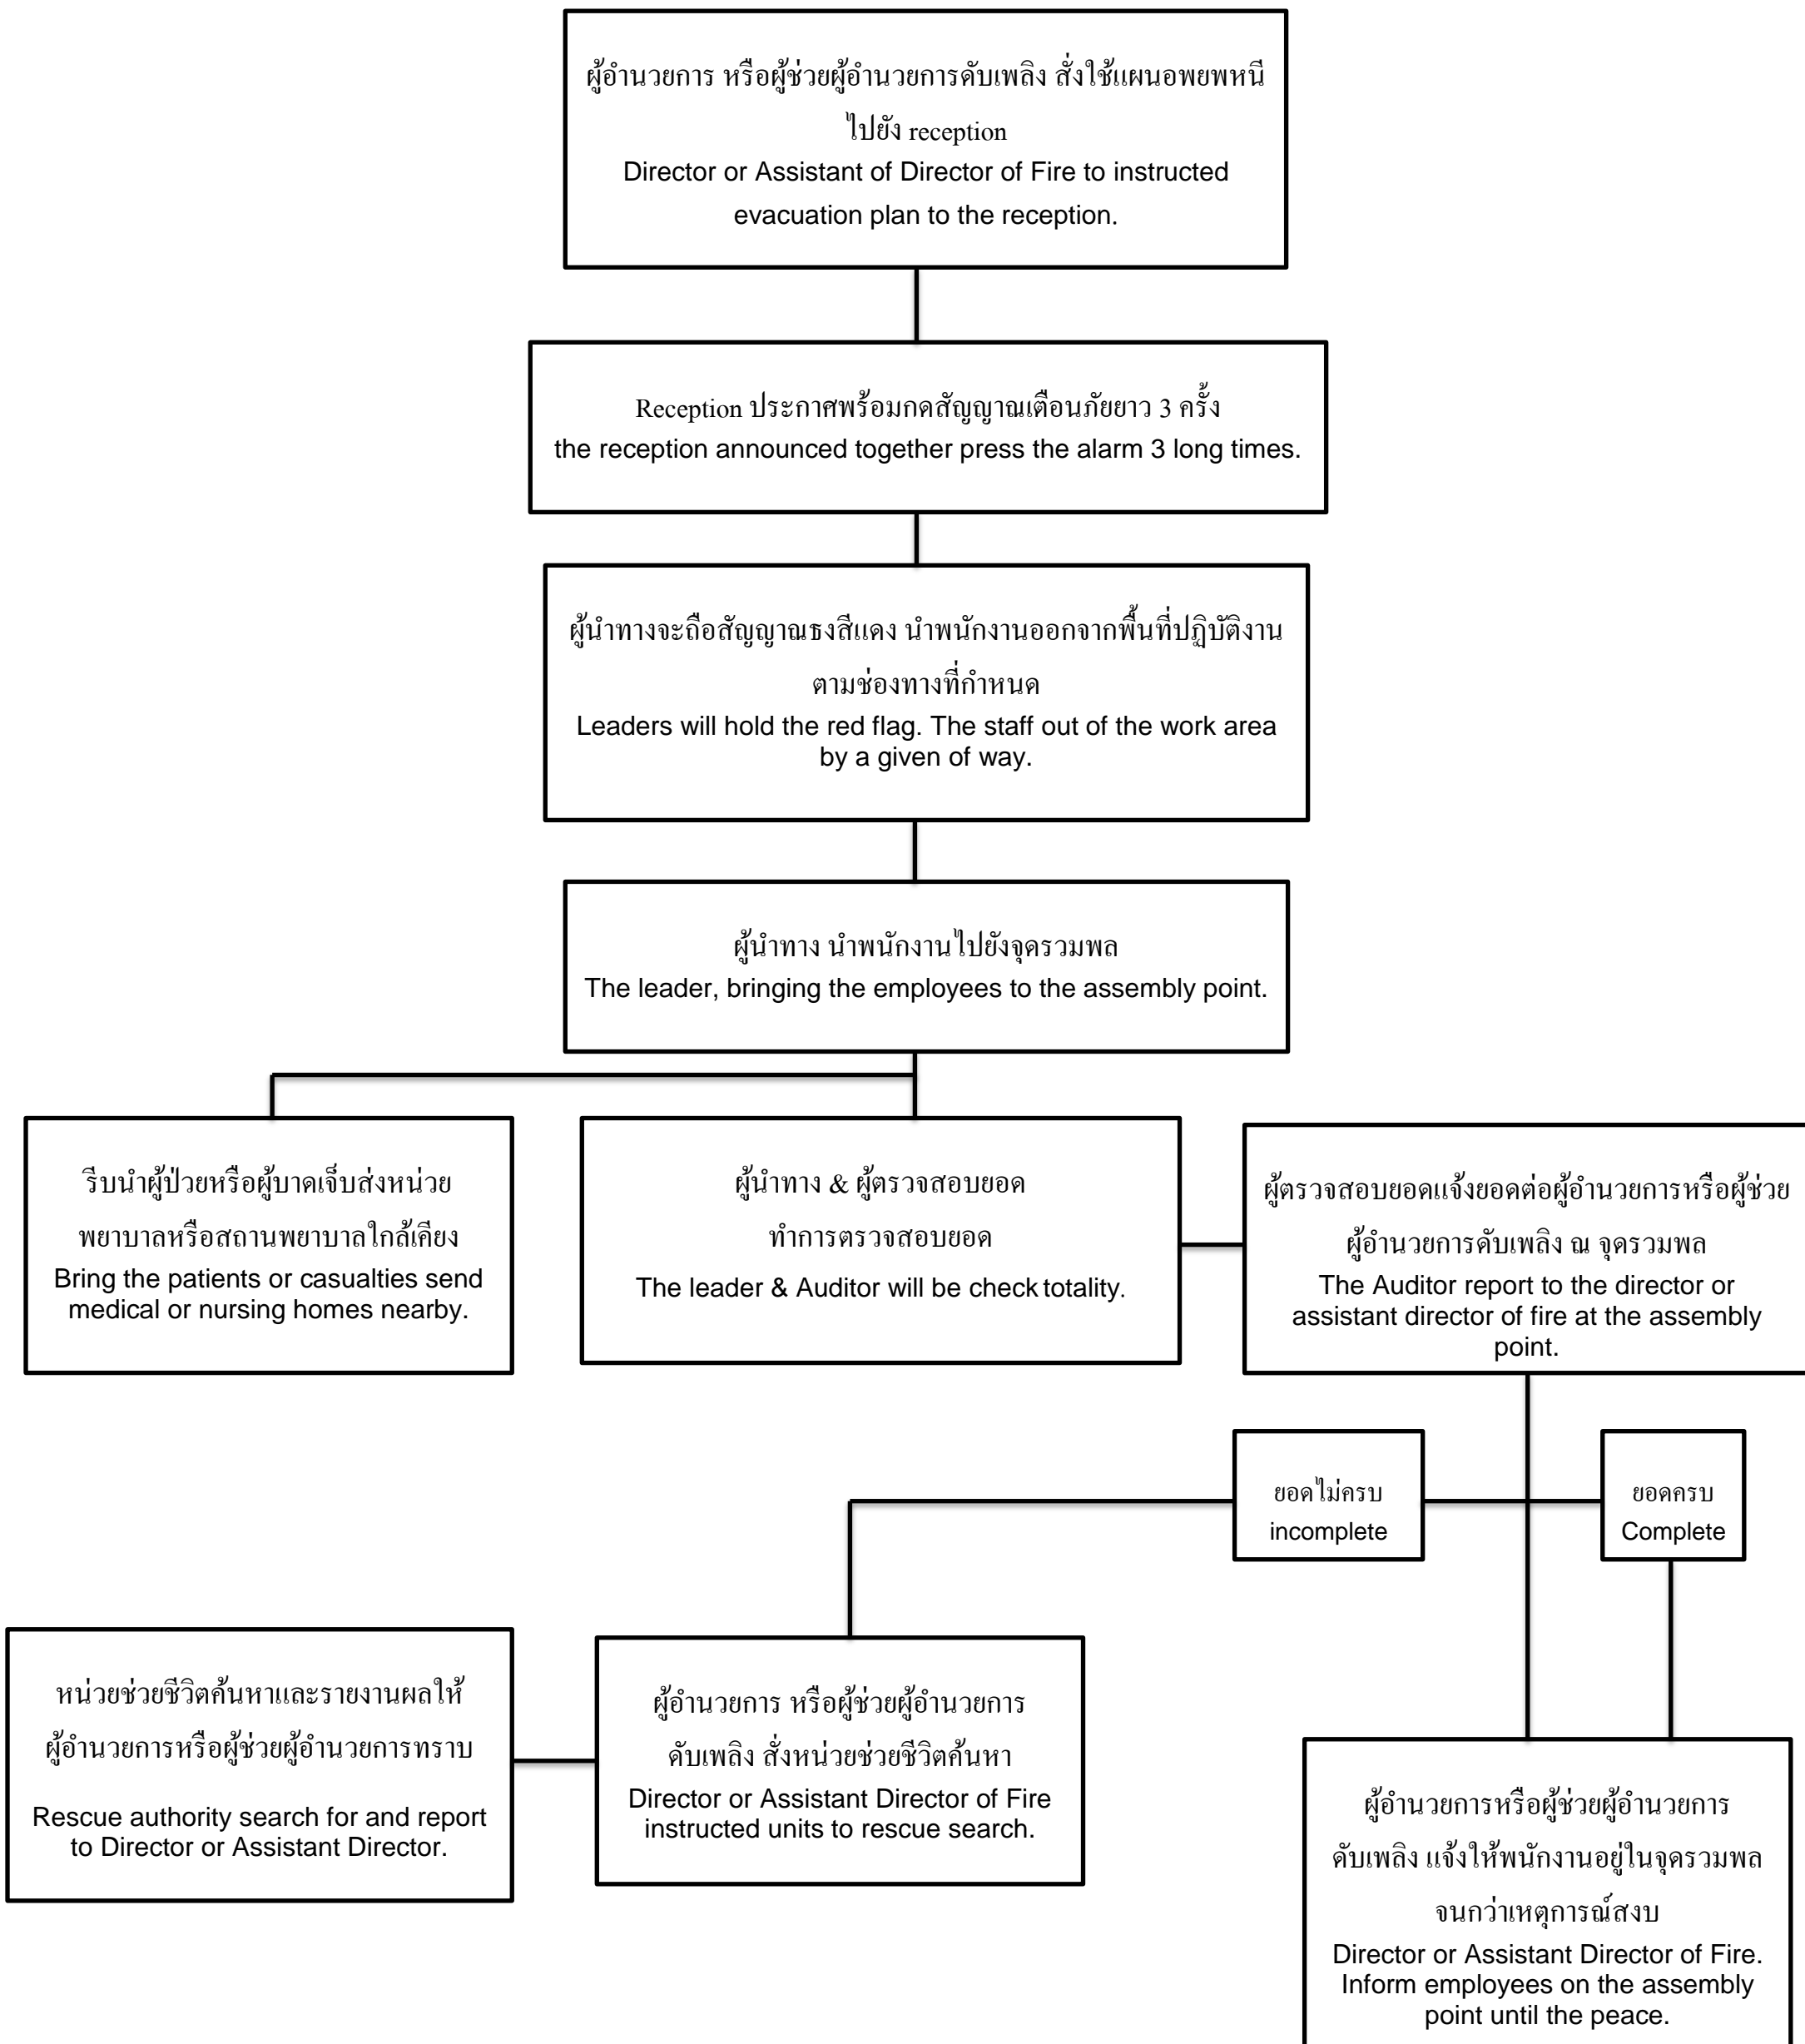 ผู้อำนวยการ หรือผู้ช่วยผู้อำนวยการดับเพลิง สั่งใช้แผนอพยพหนี
ไปยัง reception
Director or Assistant of Director of Fire to instructed
evacuation plan to the reception.
Reception ประกาศพร้อมกดสัญญาณเตือนภัยยาว 3 ครั้ง
the reception announced together press the alarm 3 long times.
ผู้นำทางจะถือสัญญาณธงสีแดง นำพนักงานออกจากพื้นที่ปฏิบัติงาน
ตามช่องทางที่กำหนด
Leaders will hold the red flag. The staff out of the work area
by a given of way.
ผู้นำทาง นำพนักงานไปยังจุดรวมพล
The leader, bringing the employees to the assembly point.
รีบนำผู้ป่วยหรือผู้บาดเจ็บส่งหน่วย
พยาบาลหรือสถานพยาบาลใกล้เคียง
Bring the patients or casualties send
medical or nursing homes nearby.
ผู้นำทาง & ผู้ตรวจสอบยอด
ทำการตรวจสอบยอด
The leader & Auditor will be check totality.
ผู้ตรวจสอบยอดแจ้งยอดต่อผู้อำนวยการหรือผู้ช่วย
ผู้อำนวยการดับเพลิง ณ จุดรวมพล
The Auditor report to the director or
assistant director of fire at the assembly
point.
ยอดไม่ครบ
incomplete
ยอดครบ
Complete
หน่วยช่วยชีวิตค้นหาและรายงานผลให้
ผู้อำนวยการหรือผู้ช่วยผู้อำนวยการทราบ
Rescue authority search for and report
to Director or Assistant Director.
ผู้อำนวยการ หรือผู้ช่วยผู้อำนวยการ
ดับเพลิง สั่งหน่วยช่วยชีวิตค้นหา
Director or Assistant Director of Fire
instructed units to rescue search.
ผู้อำนวยการหรือผู้ช่วยผู้อำนวยการ
ดับเพลิง แจ้งให้พนักงานอยู่ในจุดรวมพล
จนกว่าเหตุการณ์สงบ
Director or Assistant Director of Fire.
Inform employees on the assembly
point until the peace.